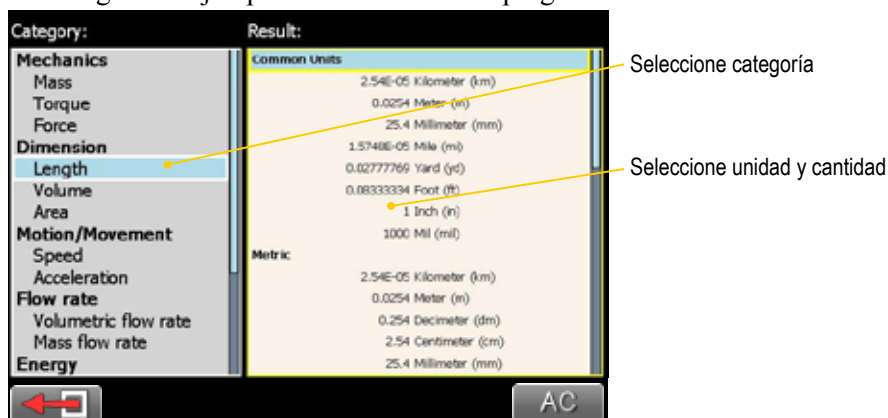 Category:
Mechanics
Mass
Torque
Force
Dimension
Length
Volume
Area
Motion/Movement
Speed
Acceleration
Flow rate
Volumetric flow rate
Mass flow rate
Energy
Result:
Common Units
2.54E-05 Kilometer (km)
0.0254 Meter (m)
25.4 Millimeter (mm)
1.5748E-05 Mile (mi)
0.02777769 Yard (yd)
0.08333334 Foot (ft)
1 Inch (in)
1000 Mil (mil)
Metric
2.54E-05 Kilometer (km)
0.0254 Meter (m)
0.254 Decimeter (dm)
2.54 Centimeter (cm)
25.4 Millimeter (mm)
AC
Seleccione categoría
Seleccione unidad y cantidad